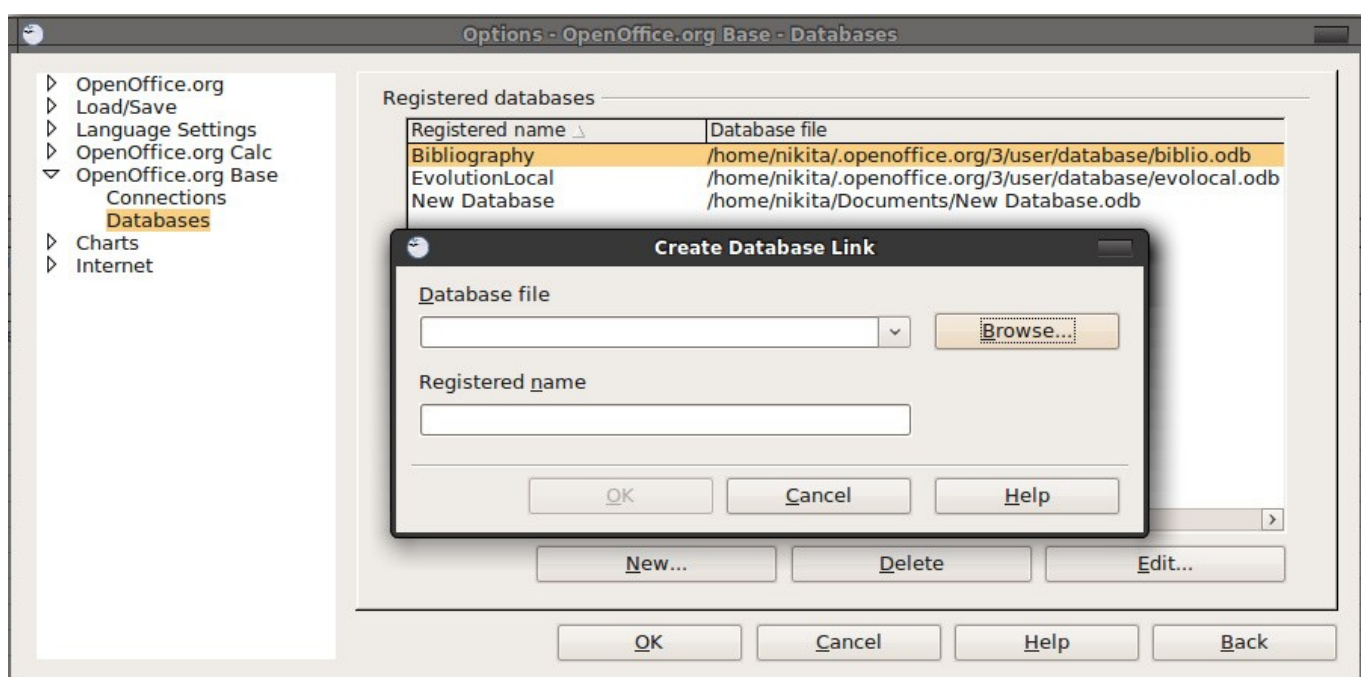 Options - OpenOffice.org Base - Databases
OpenOffice.org
Load/Save
Language Settings
OpenOffice.org Calc
OpenOffice.org Base
Connections
Databases
Charts
Internet
Registered databases
Registered name Database file
Bibliography /home/nikita/.openoffice.org/3/user/database/biblio.odb
EvolutionLocal /home/nikita/.openoffice.org/3/user/database/evolocal.odb
New Database /home/nikita/Documents/New Database.odb
Create Database Link
Database file
Browse...
Registered name
OK Cancel Help
New... Delete Edit...
OK Cancel Help Back